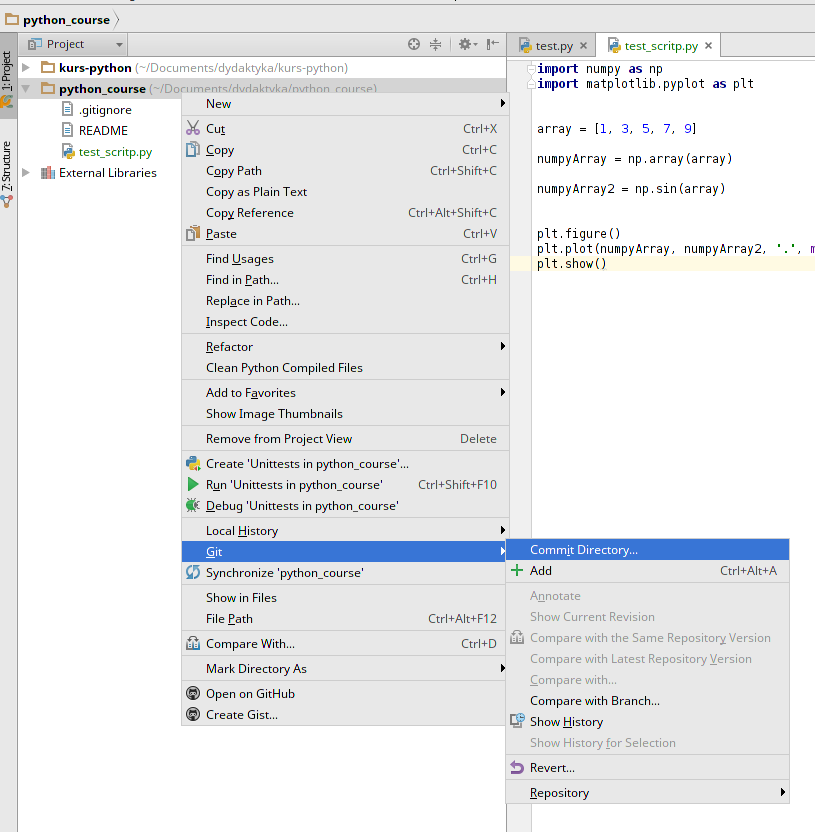 python_course
Project
1: Project
7: Structure
kurs-python (~/Documents/dydaktyka/kurs-python)
python_course (~/Documents/dydaktyka/python_course)
.gitignore
README
test_scritp.py
External Libraries
New
Cut Ctrl+X
Copy Ctrl+C
Copy Path Ctrl+Shift+C
Copy as Plain Text
Copy Reference Ctrl+Alt+Shift+C
Paste Ctrl+V
Find Usages Ctrl+G
Find in Path... Ctrl+H
Replace in Path...
Inspect Code...
Refactor
Clean Python Compiled Files
Add to Favorites
Show Image Thumbnails
Remove from Project View Delete
Create 'Unittests in python_course'...
Run 'Unittests in python_course' Ctrl+Shift+F10
Debug 'Unittests in python_course'
Local History
Git
Synchronize 'python_course'
Show in Files
File Path Ctrl+Alt+F12
Compare With... Ctrl+D
Mark Directory As
Open on GitHub
Create Gist...
test.py
test_scritp.py
import numpy as np
import matplotlib.pyplot as plt
array = [1, 3, 5, 7, 9]
numpyArray = np.array(array)
numpyArray2 = np.sin(array)
plt.figure()
plt.plot(numpyArray, numpyArray2, '.', m
plt.show()
Commit Directory...
Add Ctrl+Alt+A
Annotate
Show Current Revision
Compare with the Same Repository Version
Compare with Latest Repository Version
Compare with...
Compare with Branch...
Show History
Show History for Selection
Revert...
Repository